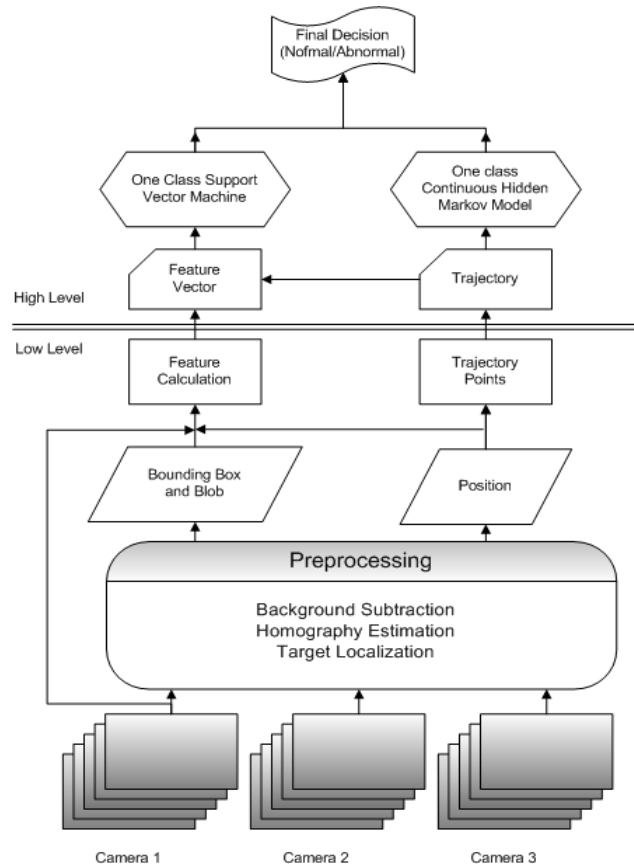 Final Decision
(Nofmal/Abnormal)
One Class Support
Vector Machine
One class
Continuous Hidden
Markov Model
Feature
Vector
Trajectory
High Level
Low Level
Feature
Calculation
Trajectory
Points
Bounding Box
and Blob
Position
Preprocessing
Background Subtraction
Homography Estimation
Target Localization
Camera 1
Camera 2
Camera 3